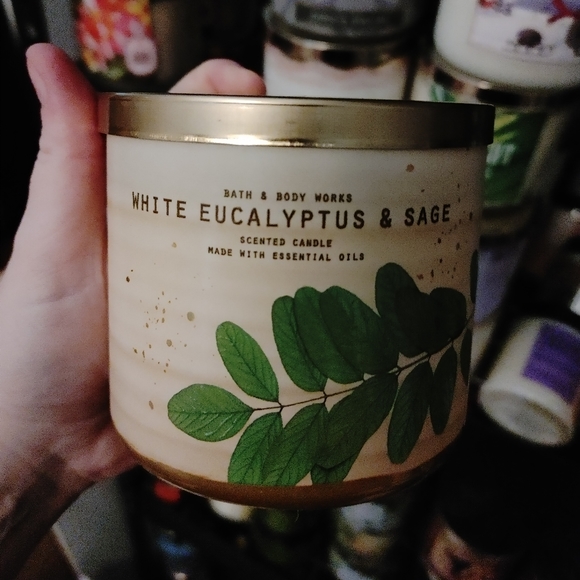 BATH & BODY WORKS
WHITE EUCALYPTUS & SAGE
SCENTED CANDLE
MADE WITH ESSENTIAL OILS